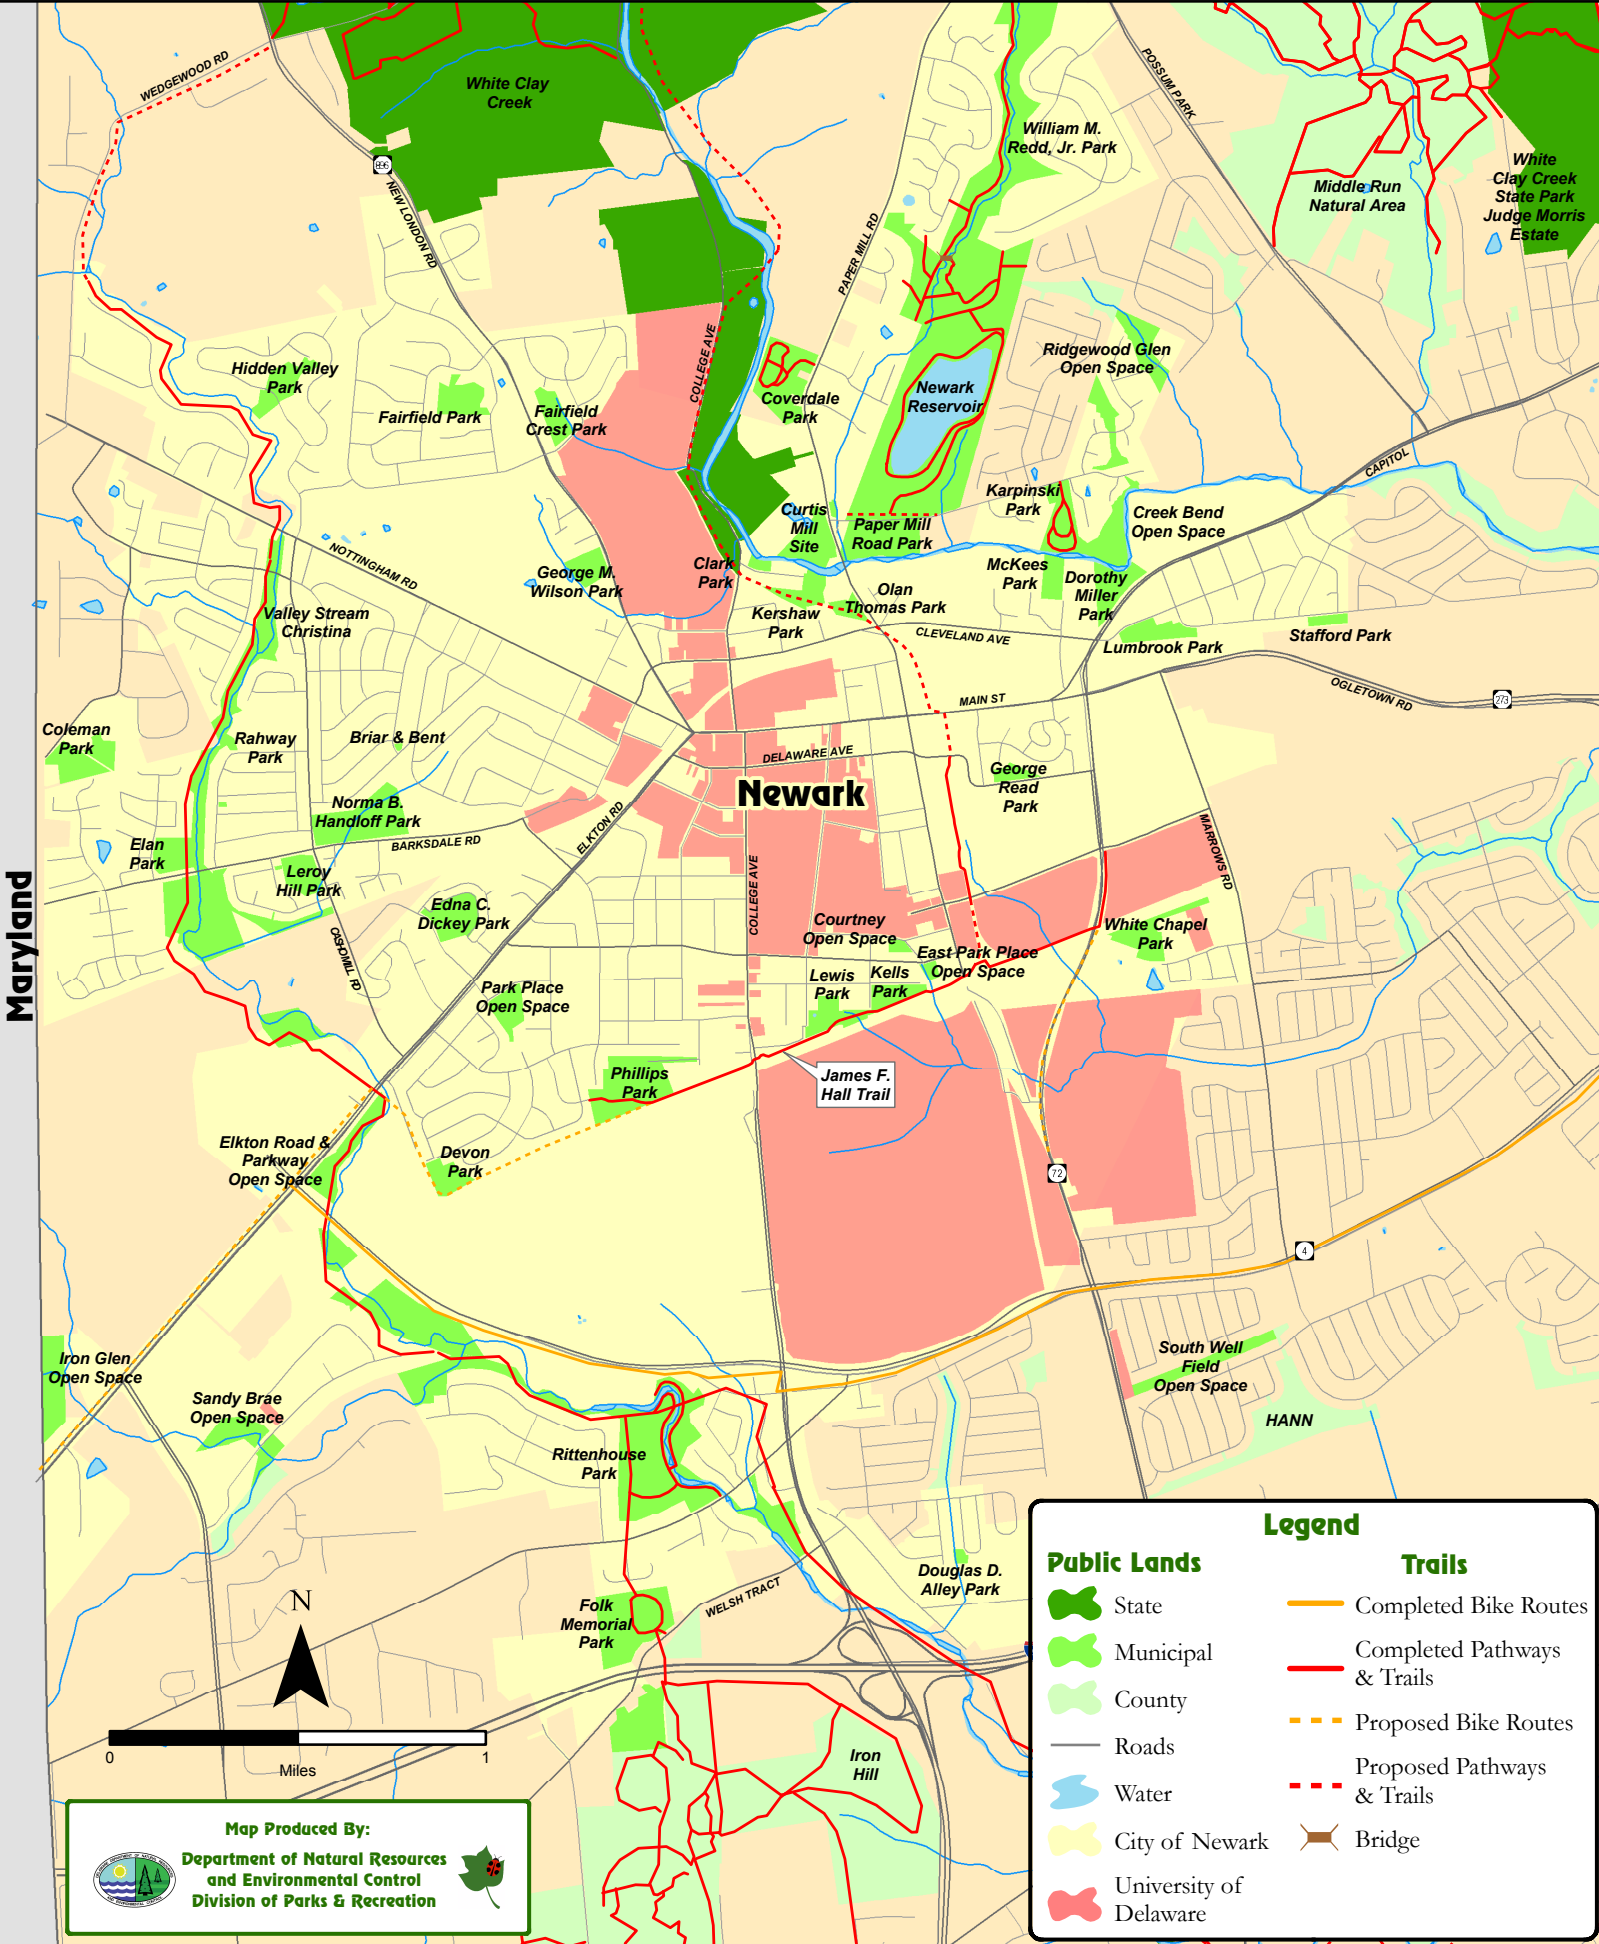 WEDGEWOOD RD
White Clay
Creek
POSSUM PARK
William M.
Redd, Jr. Park
896
NEW LONDON RD
Middle Run
Natural Area
White
Clay Creek
State Park
Judge Morris
Estate
PAPER MILL RD
COLLEGE AVE
Hidden Valley
Park
Fairfield Park
Fairfield
Crest Park
Coverdale
Park
Newark
Reservoir
Ridgewood Glen
Open Space
CAPITOL
Karpinski
Park
Creek Bend
Open Space
Curtis
Mill
Site
Paper Mill
Road Park
NOTTINGHAM RD
George M.
Wilson Park
Clark
Park
McKees
Park
Dorothy
Miller
Park
Olan
Thomas Park
Kershaw
Park
CLEVELAND AVE
Valley Stream
Christina
Lumbrook Park
Stafford Park
OGLETOWN RD
273
MAIN ST
Coleman
Park
Rahway
Park
Briar & Bent
DELAWARE AVE
George
Read
Park
Newark
Norma B.
Handloff Park
BARKSDALE RD
ELKTON RD
MARROWS RD
Elan
Park
Leroy
Hill Park
Edna C.
Dickey Park
COLLEGE AVE
Courtney
Open Space
White Chapel
Park
East Park Place
Open Space
CASHOMILL RD
Lewis
Park
Kells
Park
Park Place
Open Space
Maryland
Phillips
Park
James F.
Hall Trail
Elkton Road &
Parkway
Open Space
Devon
Park
72
4
Iron Glen
Open Space
Sandy Brae
Open Space
South Well
Field
Open Space
HANN
Rittenhouse
Park
Douglas D.
Alley Park
WELSH TRACT
Folk
Memorial
Park
Iron
Hill
N
0
1
Miles
Map Produced By:
Department of Natural Resources
and Environmental Control
Division of Parks & Recreation
Legend
Public Lands
State
Municipal
County
Roads
Water
City of Newark
University of
Delaware
Trails
Completed Bike Routes
Completed Pathways
& Trails
Proposed Bike Routes
Proposed Pathways
& Trails
Bridge